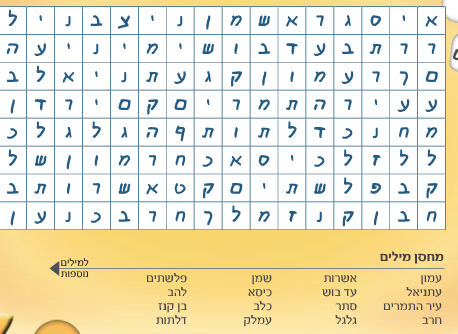 א י ס ג ר א ש מ ן נ י צ ב נ י ל
ר ר ת ב ע ד ב ו ש י מ י נ י ע ה
ם ך ר ע מ ו ן ק ג ע ת נ י א ל ב
ע ע י ר ה ת מ ר י ם ק ם י ר ד ן
מ ח נ כ ד ל ת ו ת ף ה ג ל ג ל כ
ל ל ז ל כ י ס א כ ח ר מ ו ן ש ל
ק ב פ ל ש ת י ם ק ט א ש ר ו ת ב
ח ב ן ק נ ז מ ל ך ח ר ב כ נ ע ן
מחסן מילים
למילים
נוספות
עמון אשרות שמן פלשתים
עתניאל עד בוש כיסא להב
עיר התמרים סתר כלב בן קנז
חרב גלגל עמלק דלתות